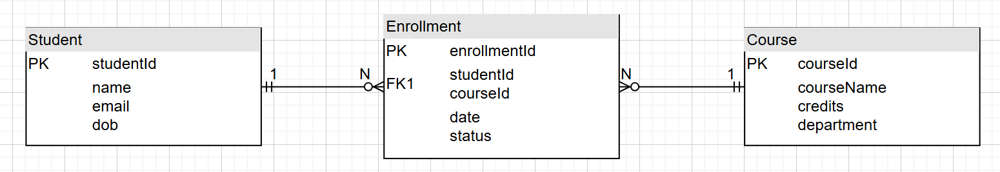 Student
PK studentId
name
email
dob
1 N
Enrollment
PK enrollmentId
studentId
FK1
courseId
date
status
N 1
Course
PK courseId
courseName
credits
department